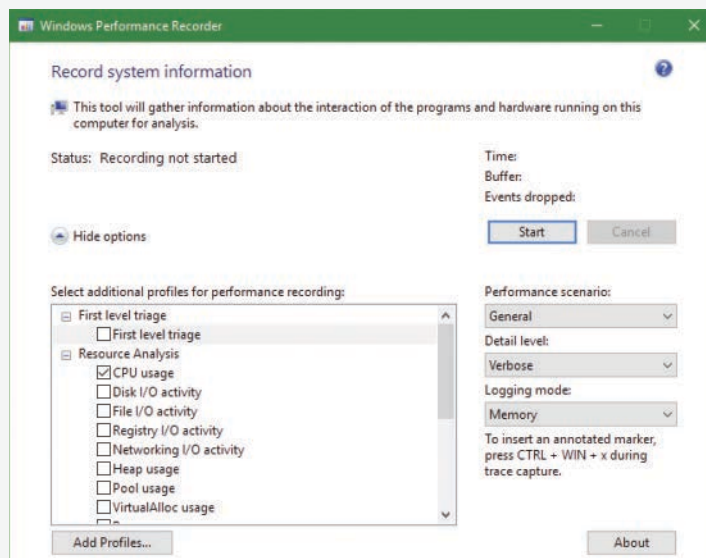 Windows Performance Recorder
Record system information
This tool will gather information about the interaction of the programs and hardware running on this
computer for analysis.
Status: Recording not started
Time:
Buffer:
Events dropped:
Hide options
Start
Cancel
Select additional profiles for performance recording:
First level triage
First level triage
Resource Analysis
CPU usage
Disk I/O activity
File I/O activity
Registry I/O activity
Networking I/O activity
Heap usage
Pool usage
VirtualAlloc usage
Performance scenario:
General
Detail level:
Verbose
Logging mode:
Memory
To insert an annotated marker,
press CTRL + WIN + x during
trace capture.
Add Profiles...
About